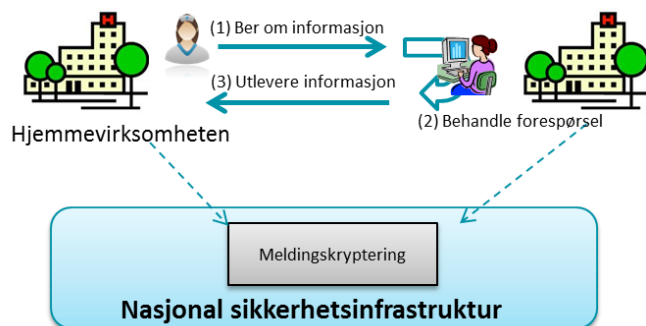 H
H
(1) Ber om informasjon
(3) Utlevere informasjon
(2) Behandle forespørsel
Hjemmevirksomheten
Meldingskryptering
Nasjonal sikkerhetsinfrastruktur